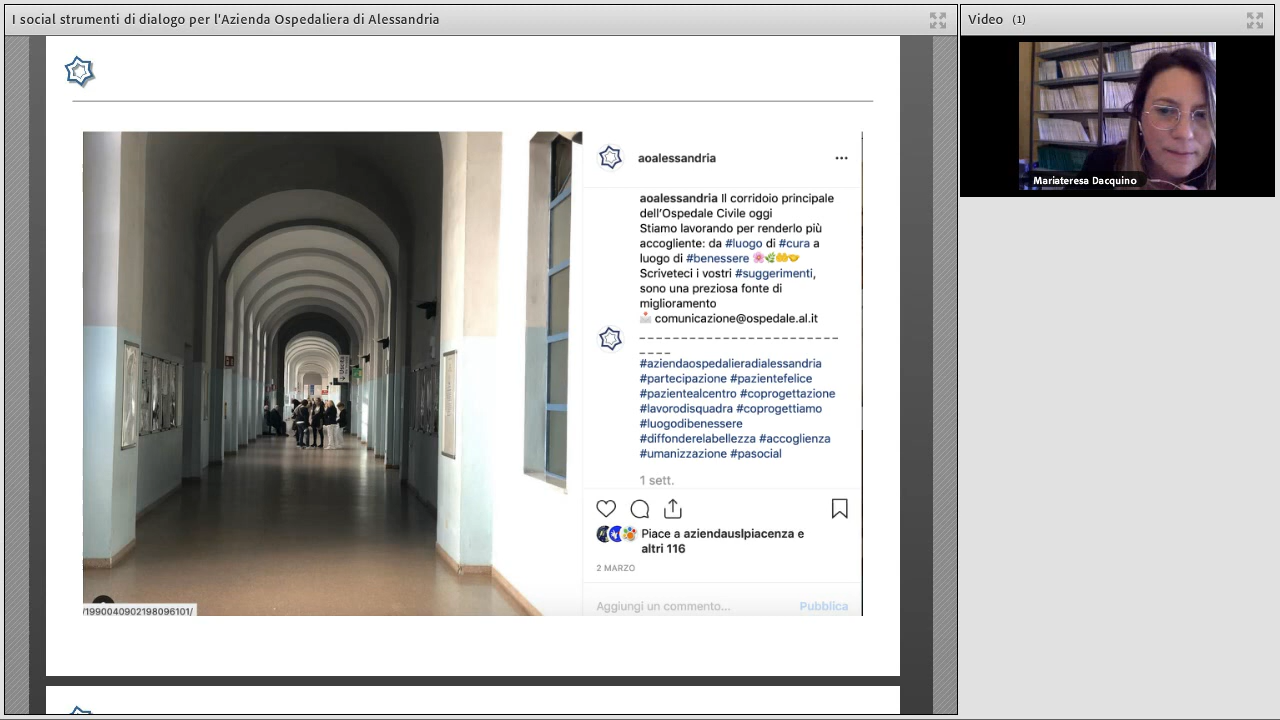 I social strumenti di dialogo per l'Azienda Ospedaliera di Alessandria
Video (1)
Mariateresa Dacquino
aoalessandria
aoalessandria Il corridoio principale
dell'Ospedale Civile oggi
Stiamo lavorando per renderlo più
accogliente: da #luogo di #cura a
luogo di #benessere 🌸🌿🤲🤝
Scriveteci i vostri #suggerimenti,
sono una preziosa fonte di
miglioramento
📩 comunicazione@ospedale.al.it
_ _ _ _ _ _ _ _ _ _ _ _ _ _ _ _ _ _ _ _ _ _ _ _
_ _ _ _
#aziendaospedalieradialessandria
#partecipazione #pazientefelice
#pazientealcentro #coprogettazione
#lavorodisquadra #coprogettiamo
#luogodibenessere
#diffonderelabellezza #accoglienza
#umanizzazione #pasocial
1 sett.
Piace a aziendauslpiacenza e
altri 116
2 MARZO
Aggiungi un commento... Pubblica
/1990040902198096101/